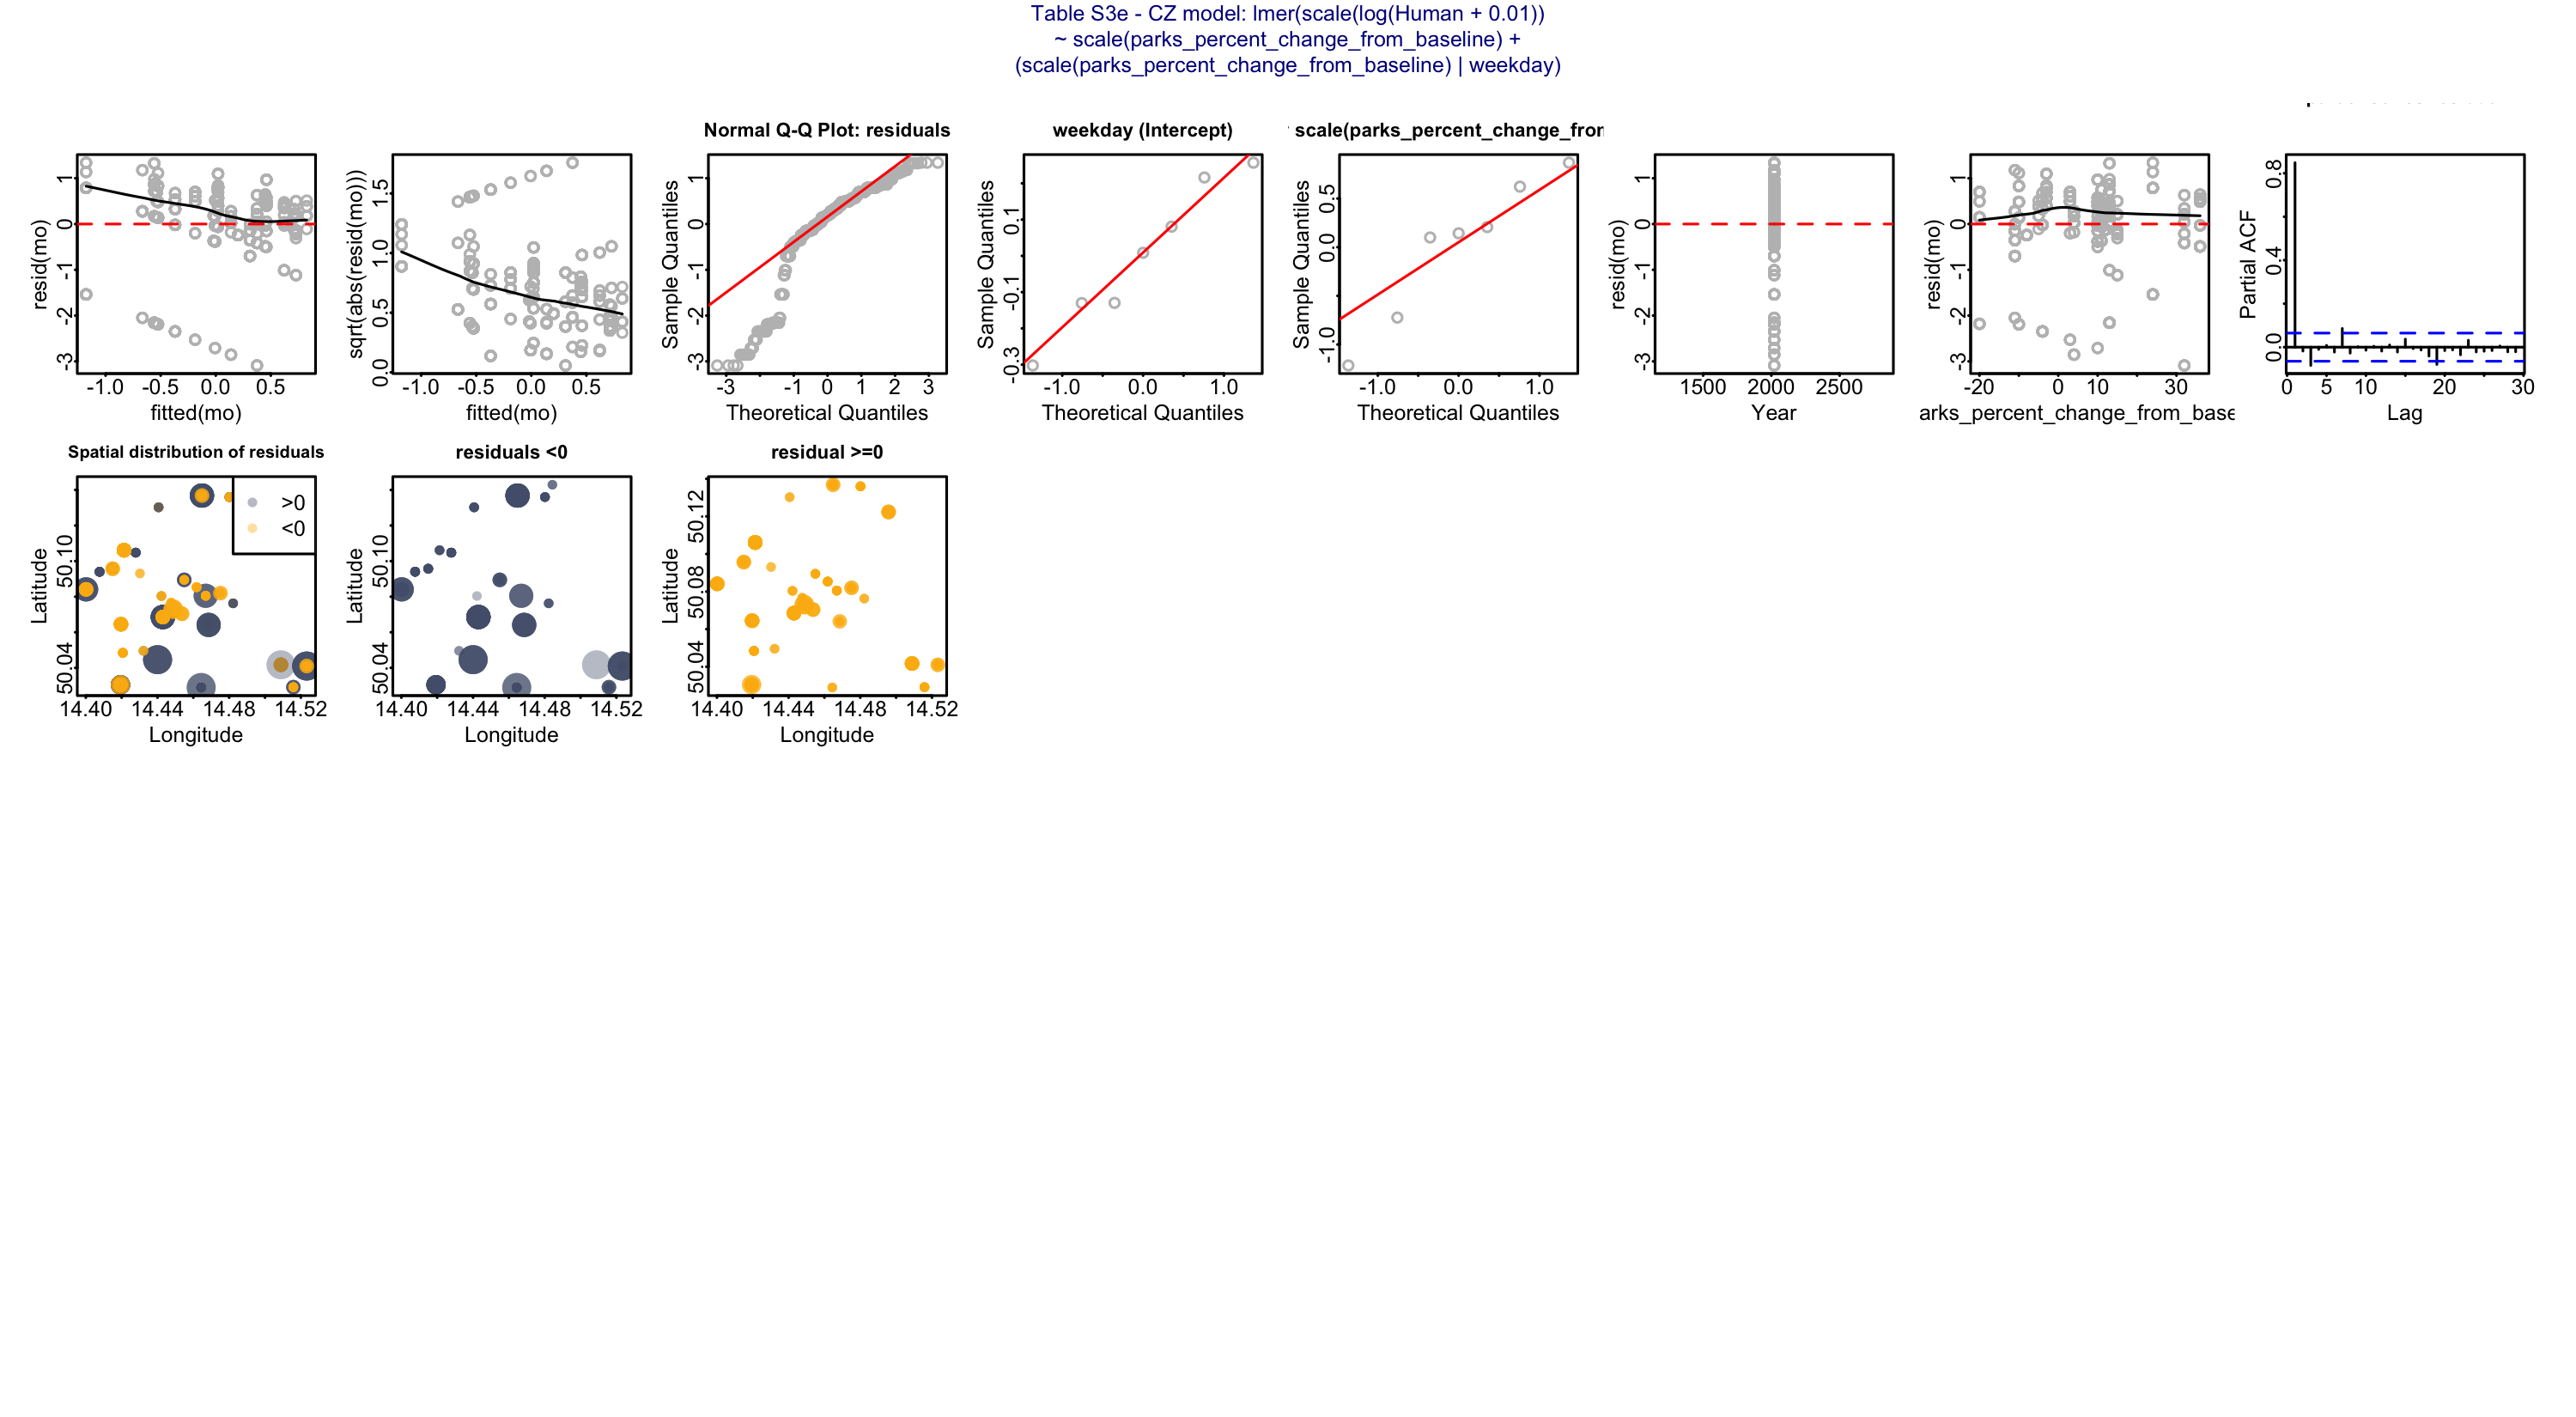 Table S3e - CZ model: lmer(scale(log(Human + 0.01))
~ scale(parks_percent_change_from_baseline) +
(scale(parks_percent_change_from_baseline) | weekday)
Normal Q-Q Plot: residuals
weekday (Intercept)
scale(parks_percent_change_from
resid(mo)
1
0
-1
-2
-3
-1.0 -0.5 0.0 0.5
fitted(mo)
sqrt(abs(resid(mo)))
1.5
1.0
0.5
0.0
-1.0 -0.5 0.0 0.5
fitted(mo)
Sample Quantiles
1
0
-1
-2
-3
-3 -1 0 1 2 3
Theoretical Quantiles
Sample Quantiles
0.1
-0.1
-0.3
-1.0 0.0 1.0
Theoretical Quantiles
Sample Quantiles
0.5
0.0
-1.0
-1.0 0.0 1.0
Theoretical Quantiles
resid(mo)
1
0
-1
-2
-3
1500 2000 2500
Year
resid(mo)
1
0
-1
-2
-3
-20 0 10 30
arks_percent_change_from_base
Partial ACF
0.8
0.4
0.0
0 5 10 20 30
Lag
Spatial distribution of residuals
>0
<0
Latitude
50.10
50.04
14.40 14.44 14.48 14.52
Longitude
residuals <0
Latitude
50.10
50.04
14.40 14.44 14.48 14.52
Longitude
residual >=0
Latitude
50.12
50.08
50.04
14.40 14.44 14.48 14.52
Longitude